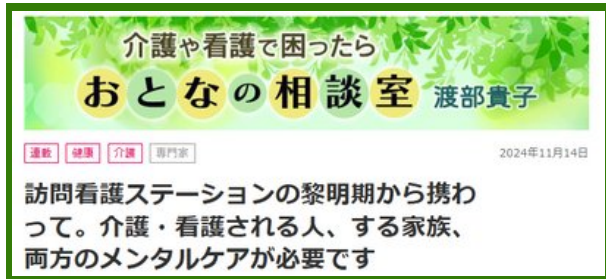 介護や看護で困ったら
おとなの相談室 渡部貴子
連載 健康 介護 専門家 2024年11月14日
訪問看護ステーションの黎明期から携わ
って。介護・看護される人、する家族、
両方のメンタルケアが必要です